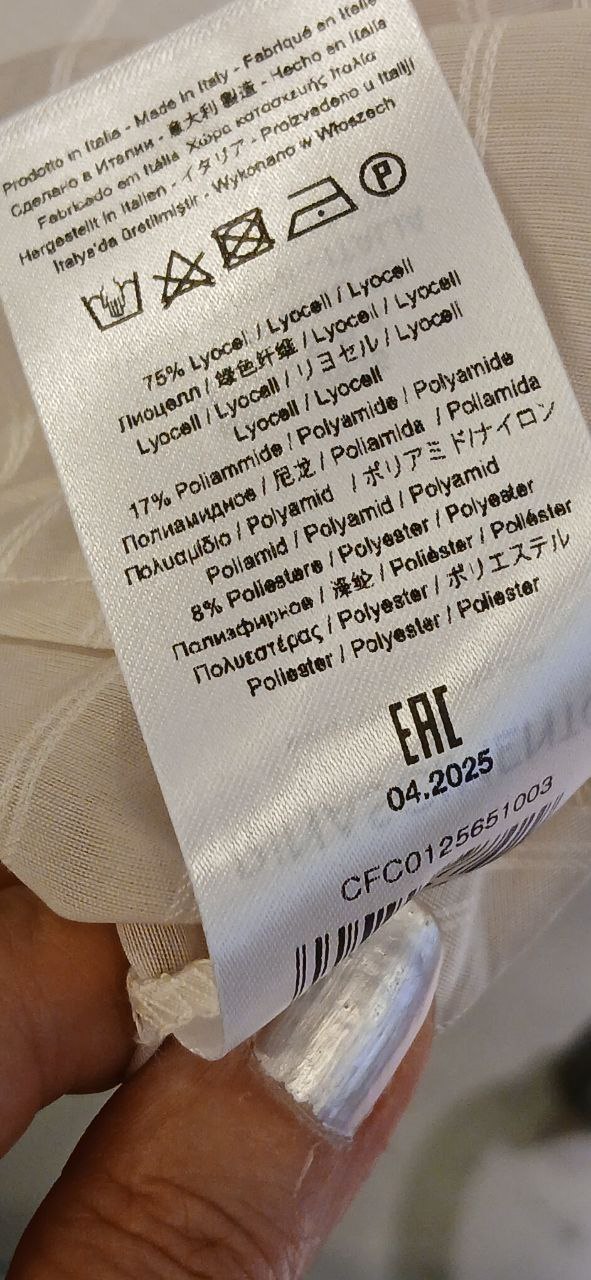 Prodotto in Italia - Made in Italy - Fabriqué en Italie
Сделано в Италии - 意大利 製造 - Hecho en Italia
Fabricado em Itália Χώρα κατασκευής Ιταλία
Hergestellt in Italien - イタリア - Proizvedeno u Italiji
Italya'da üretilmiştir - Wykonano w Włoszech
P
75% Lyocell / Lyocell / Lyocell
Лиоцелл / 绿色纤维 / Lyocell / Lyocell
Lyocell / Lyocell / リヨセル / Lyocell
Lyocell / Lyocell
17% Poliammide / Polyamide / Polyamide
Полиамидное / 尼龙 / Poliamida / Poliamida
Πολυαμίδιο / Polyamid / ポリアミド/ナイロン
Poliamid / Polyamid / Polyamid
8% Poliestere / Polyester / Polyester
Полиэфирное / 涤纶 / Poliéster / Poliéster
Πολυεστέρας / Polyester / ポリエステル
Poliester / Polyester / Poliester
EAC
04.2025
CFC0125651003